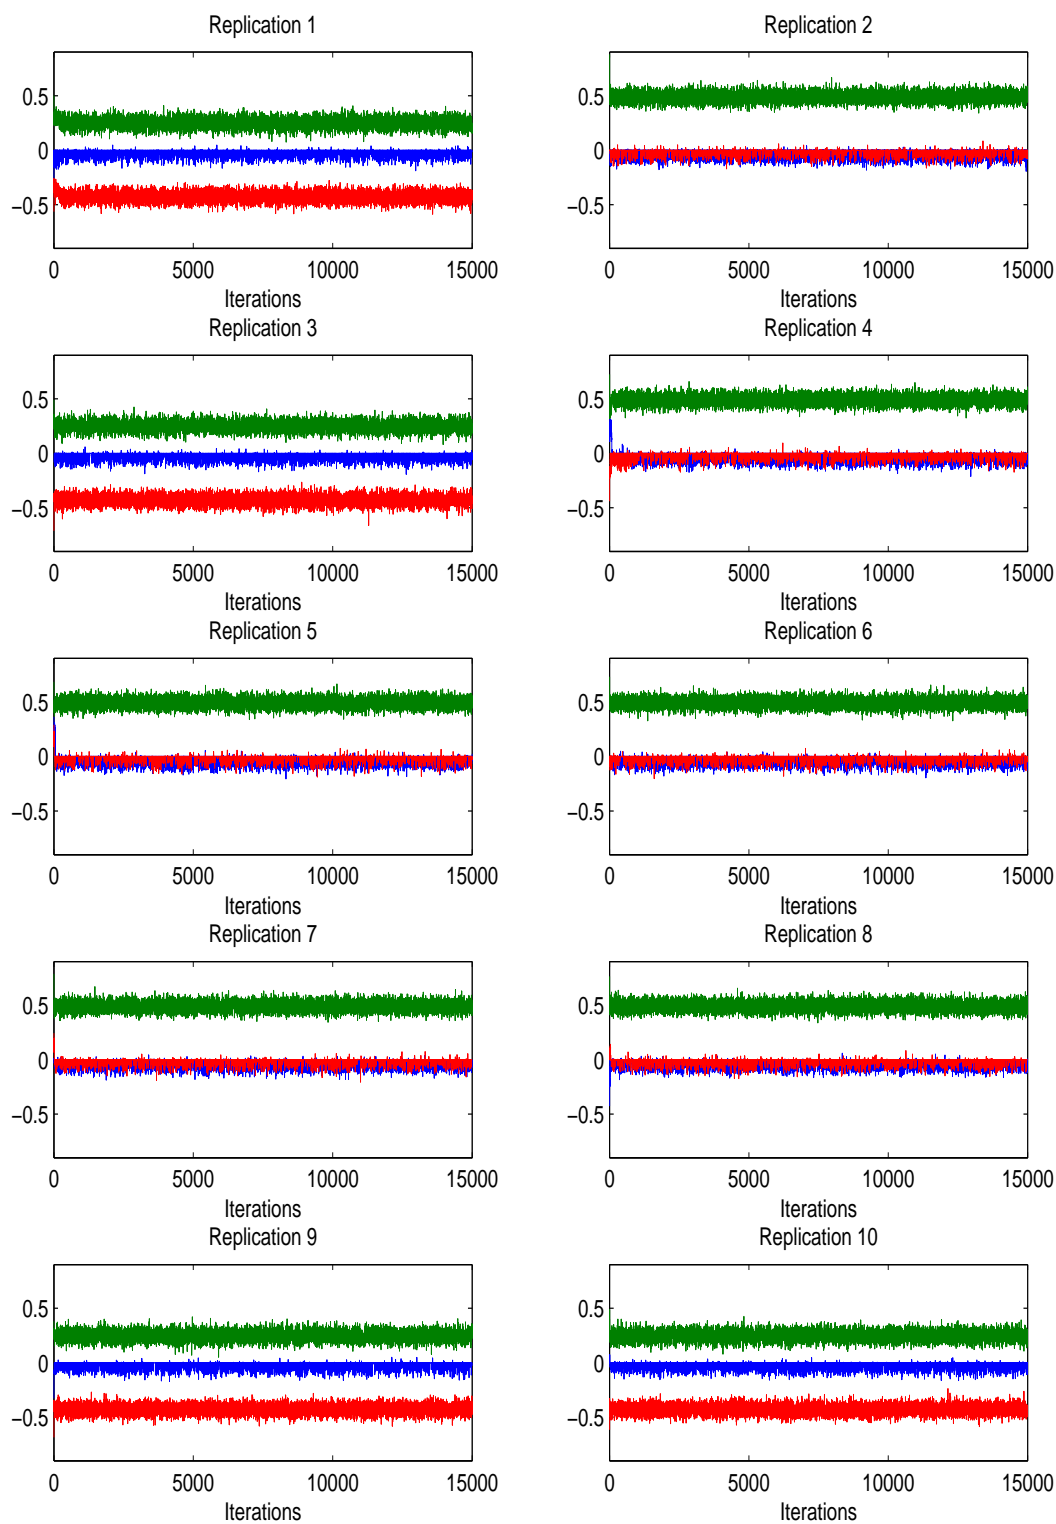 Replication 1
0.5
0
−0.5
0 5000 10000 15000
Iterations
Replication 2
0.5
0
−0.5
0 5000 10000 15000
Iterations
Replication 3
0.5
0
−0.5
0 5000 10000 15000
Iterations
Replication 4
0.5
0
−0.5
0 5000 10000 15000
Iterations
Replication 5
0.5
0
−0.5
0 5000 10000 15000
Iterations
Replication 6
0.5
0
−0.5
0 5000 10000 15000
Iterations
Replication 7
0.5
0
−0.5
0 5000 10000 15000
Iterations
Replication 8
0.5
0
−0.5
0 5000 10000 15000
Iterations
Replication 9
0.5
0
−0.5
0 5000 10000 15000
Iterations
Replication 10
0.5
0
−0.5
0 5000 10000 15000
Iterations